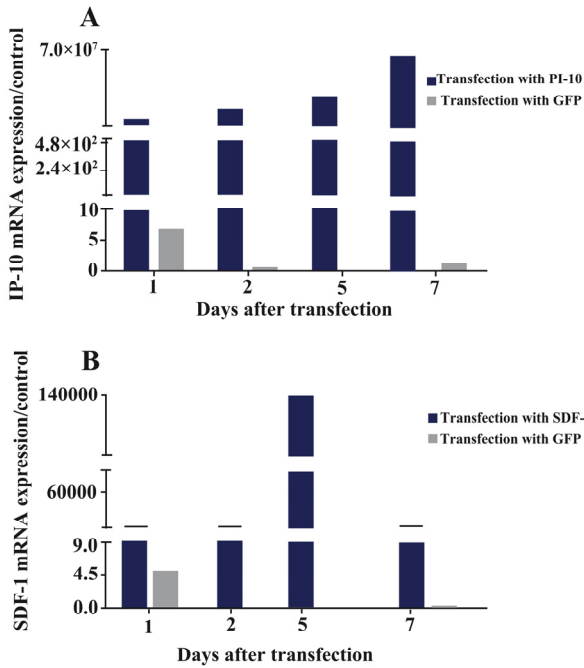 A
IP-10 mRNA expression/control
7.0×10⁷
4.8×10²
2.4×10²
10
5
0
1 2 5 7
Days after transfection
Transfection with PI-10
Transfection with GFP
B
SDF-1 mRNA expression/control
140000
60000
9.0
4.5
0.0
1 2 5 7
Days after transfection
Transfection with SDF-
Transfection with GFP